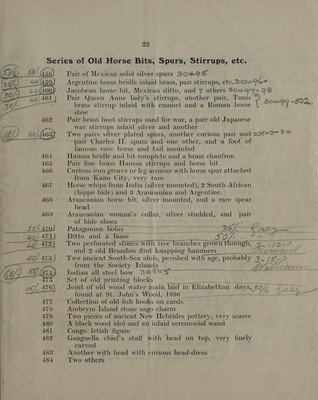 23
Series of Old Horse Bits, Spurs, Stirrups, etc.
458 Pair of Mexican solid silver spurs 30495
459 Argentine horse bridle inlaid brass, pair stirrups, etc. 30496
460 Jacobean horse bit, Mexican ditto, and 2 others 30497-98
461 Pair Queen Anne lady's stirrups, another pair, Tunis
brass stirrup inlaid with enamel and a Roman horse 30499-502
slae
462 Pair brass boot stirrups used for war, a pair old Japanese
war stirrups inlaid silver and another
463 Two pairs silver plated spurs, another curious pair and
pair Charles II. spurs and one other, and a foot of
famous race horse and tail mounted
464 Haussa bridle and bit complete and a brass chaufron
465 Pair fine brass Haussa stirrups and horse bit
466 Curious iron greave or leg armour with horse spur attached
from Kano City, very rare
467 Horse whips from India (silver mounted), 2 South African
(hippo hide) and 3 Araucanian and Argentine.
468 Araucanian horse bit, silver mounted, and a rare spear
head
469 Araucanian woman's collar, silver studded, and pair
of hide shoes
470 Patagonian bolas 35/-
471 Ditto and a lasso 50/-
472 Two perforated stones with tree branches grown through,
and 2 old Brandon flint knapping hammers
473 Two ancient South-Sea idols, perished with age, probably
from the Society Islands
474 Indian all steel bow 30505
475 Set of old printing blocks
476 Joint of wood water main laid in Elizabethan days,
found at St. John's Wood, 1896
477 Collection of old fish hooks on cards
478 Ambrym Island stone sago charm
479 Two pieces of ancient New Hebrides pottery, very scarce
480 A black wood idol and an inlaid ceremonial wand
481 Congo fetish figure
482 Ganguella chief's staff with head on top, very finely
carved
483 Another with head with curious head-dress
484 Two others